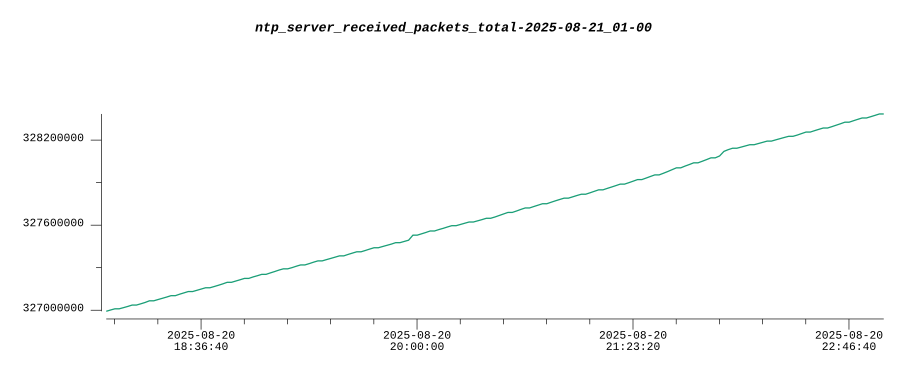 ntp_server_received_packets_total-2025-08-21_01-00
328200000
327600000
327000000
2025-08-20 2025-08-20 2025-08-20 2025-08-20
18:36:40 20:00:00 21:23:20 22:46:40